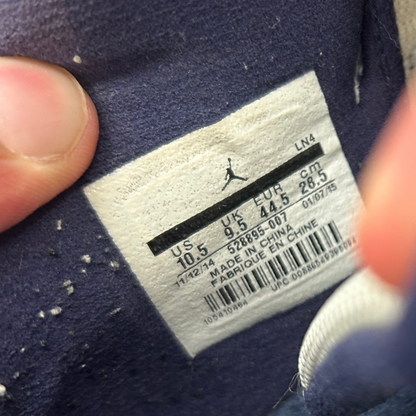 LN4
US UK EUR cm
10.5 9.5 44.5 28.5
11/12/14 528895-007 01/07/15
MADE IN CHINA
FABRIQUE EN CHINE
UPC